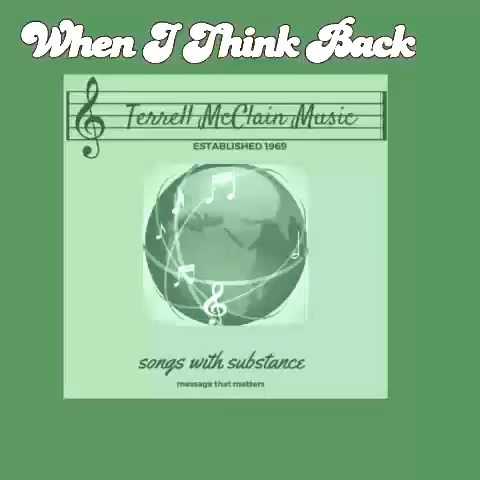 When I Think Back
Terrell McClain Music
ESTABLISHED 1969
songs with substance
message that matters